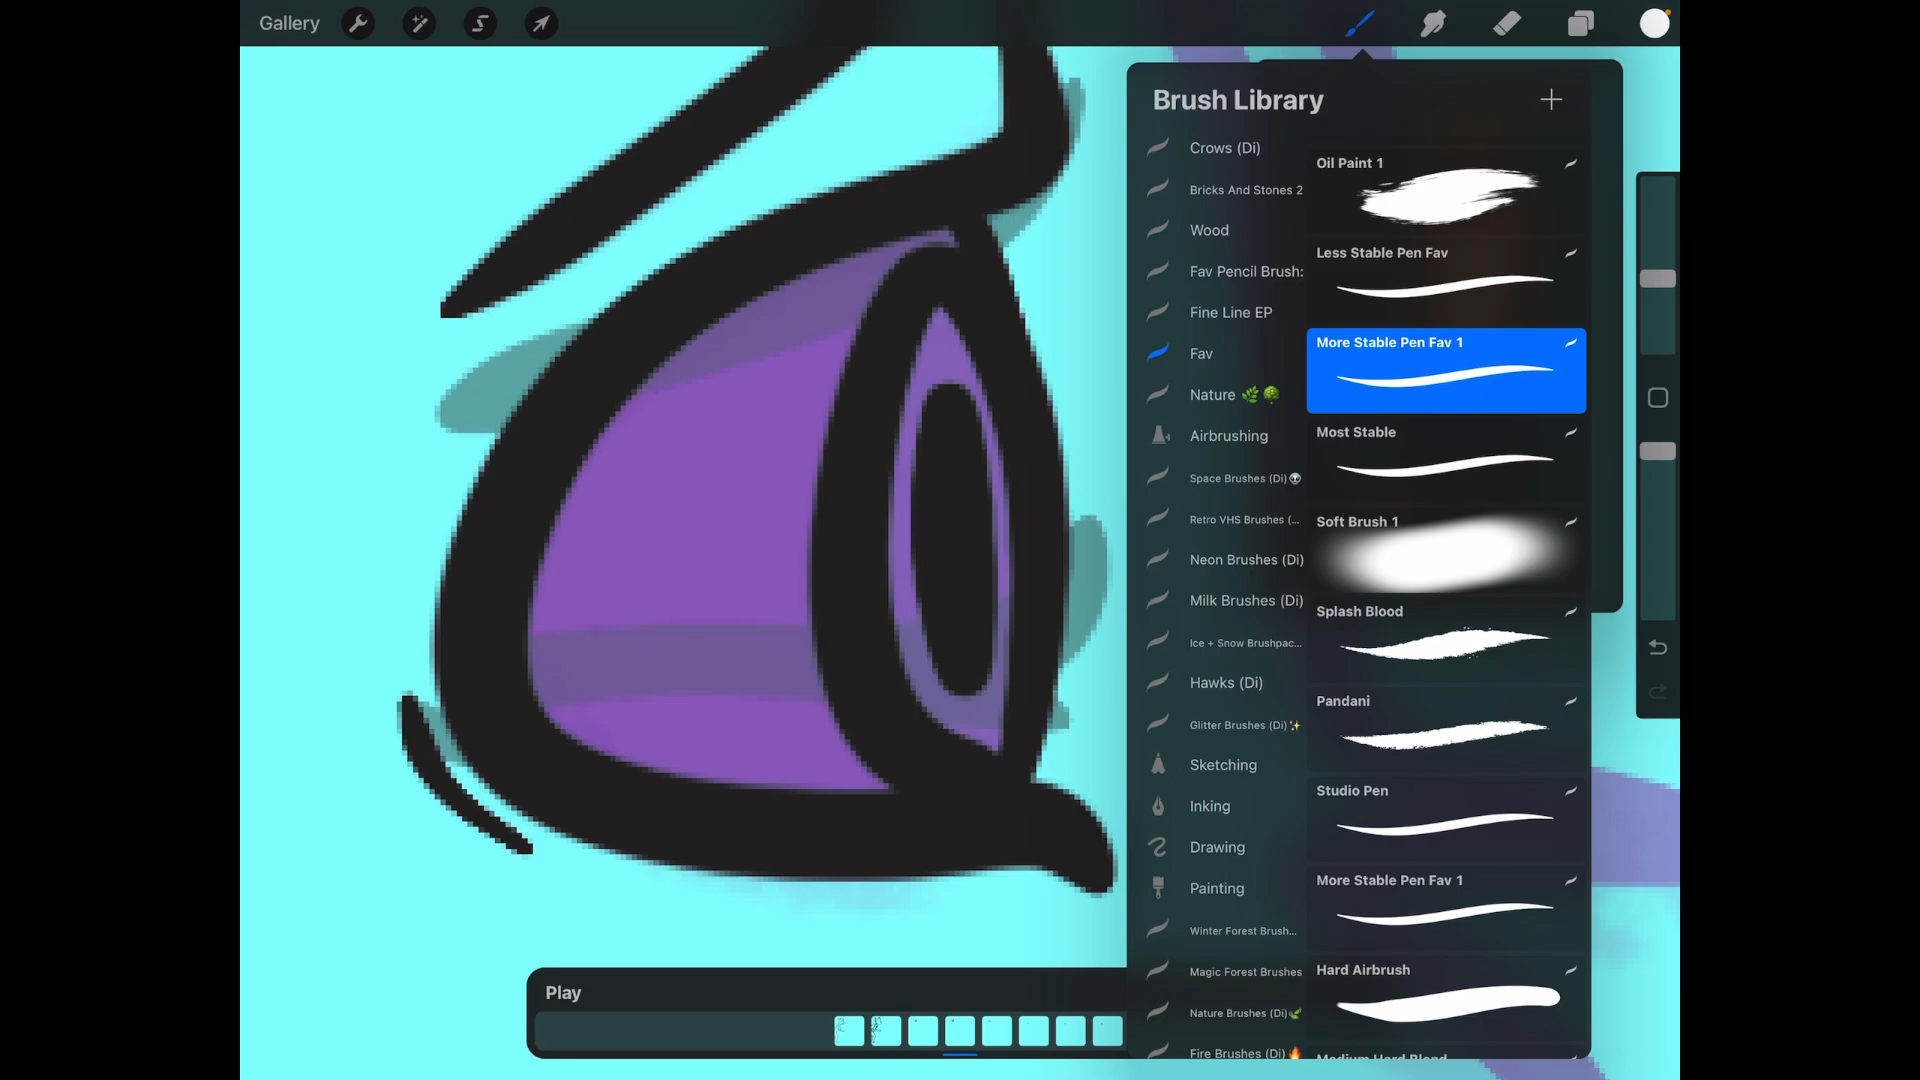 Gallery
Brush Library
Crows (Di)
Bricks And Stones 2
Wood
Fav Pencil Brush:
Fine Line EP
Fav
Nature 🌿🌳
Airbrushing
Space Brushes (Di)👽
Retro VHS Brushes (...
Neon Brushes (Di)
Milk Brushes (Di)
Ice + Snow Brushpac...
Hawks (Di)
Glitter Brushes (Di)✨
Sketching
Inking
Drawing
Painting
Winter Forest Brush...
Magic Forest Brushes
Nature Brushes (Di)🌿
Fire Brushes (Di)🔥
Oil Paint 1
Less Stable Pen Fav
More Stable Pen Fav 1
Most Stable
Soft Brush 1
Splash Blood
Pandani
Studio Pen
More Stable Pen Fav 1
Hard Airbrush
Medium Hard Blend
Play